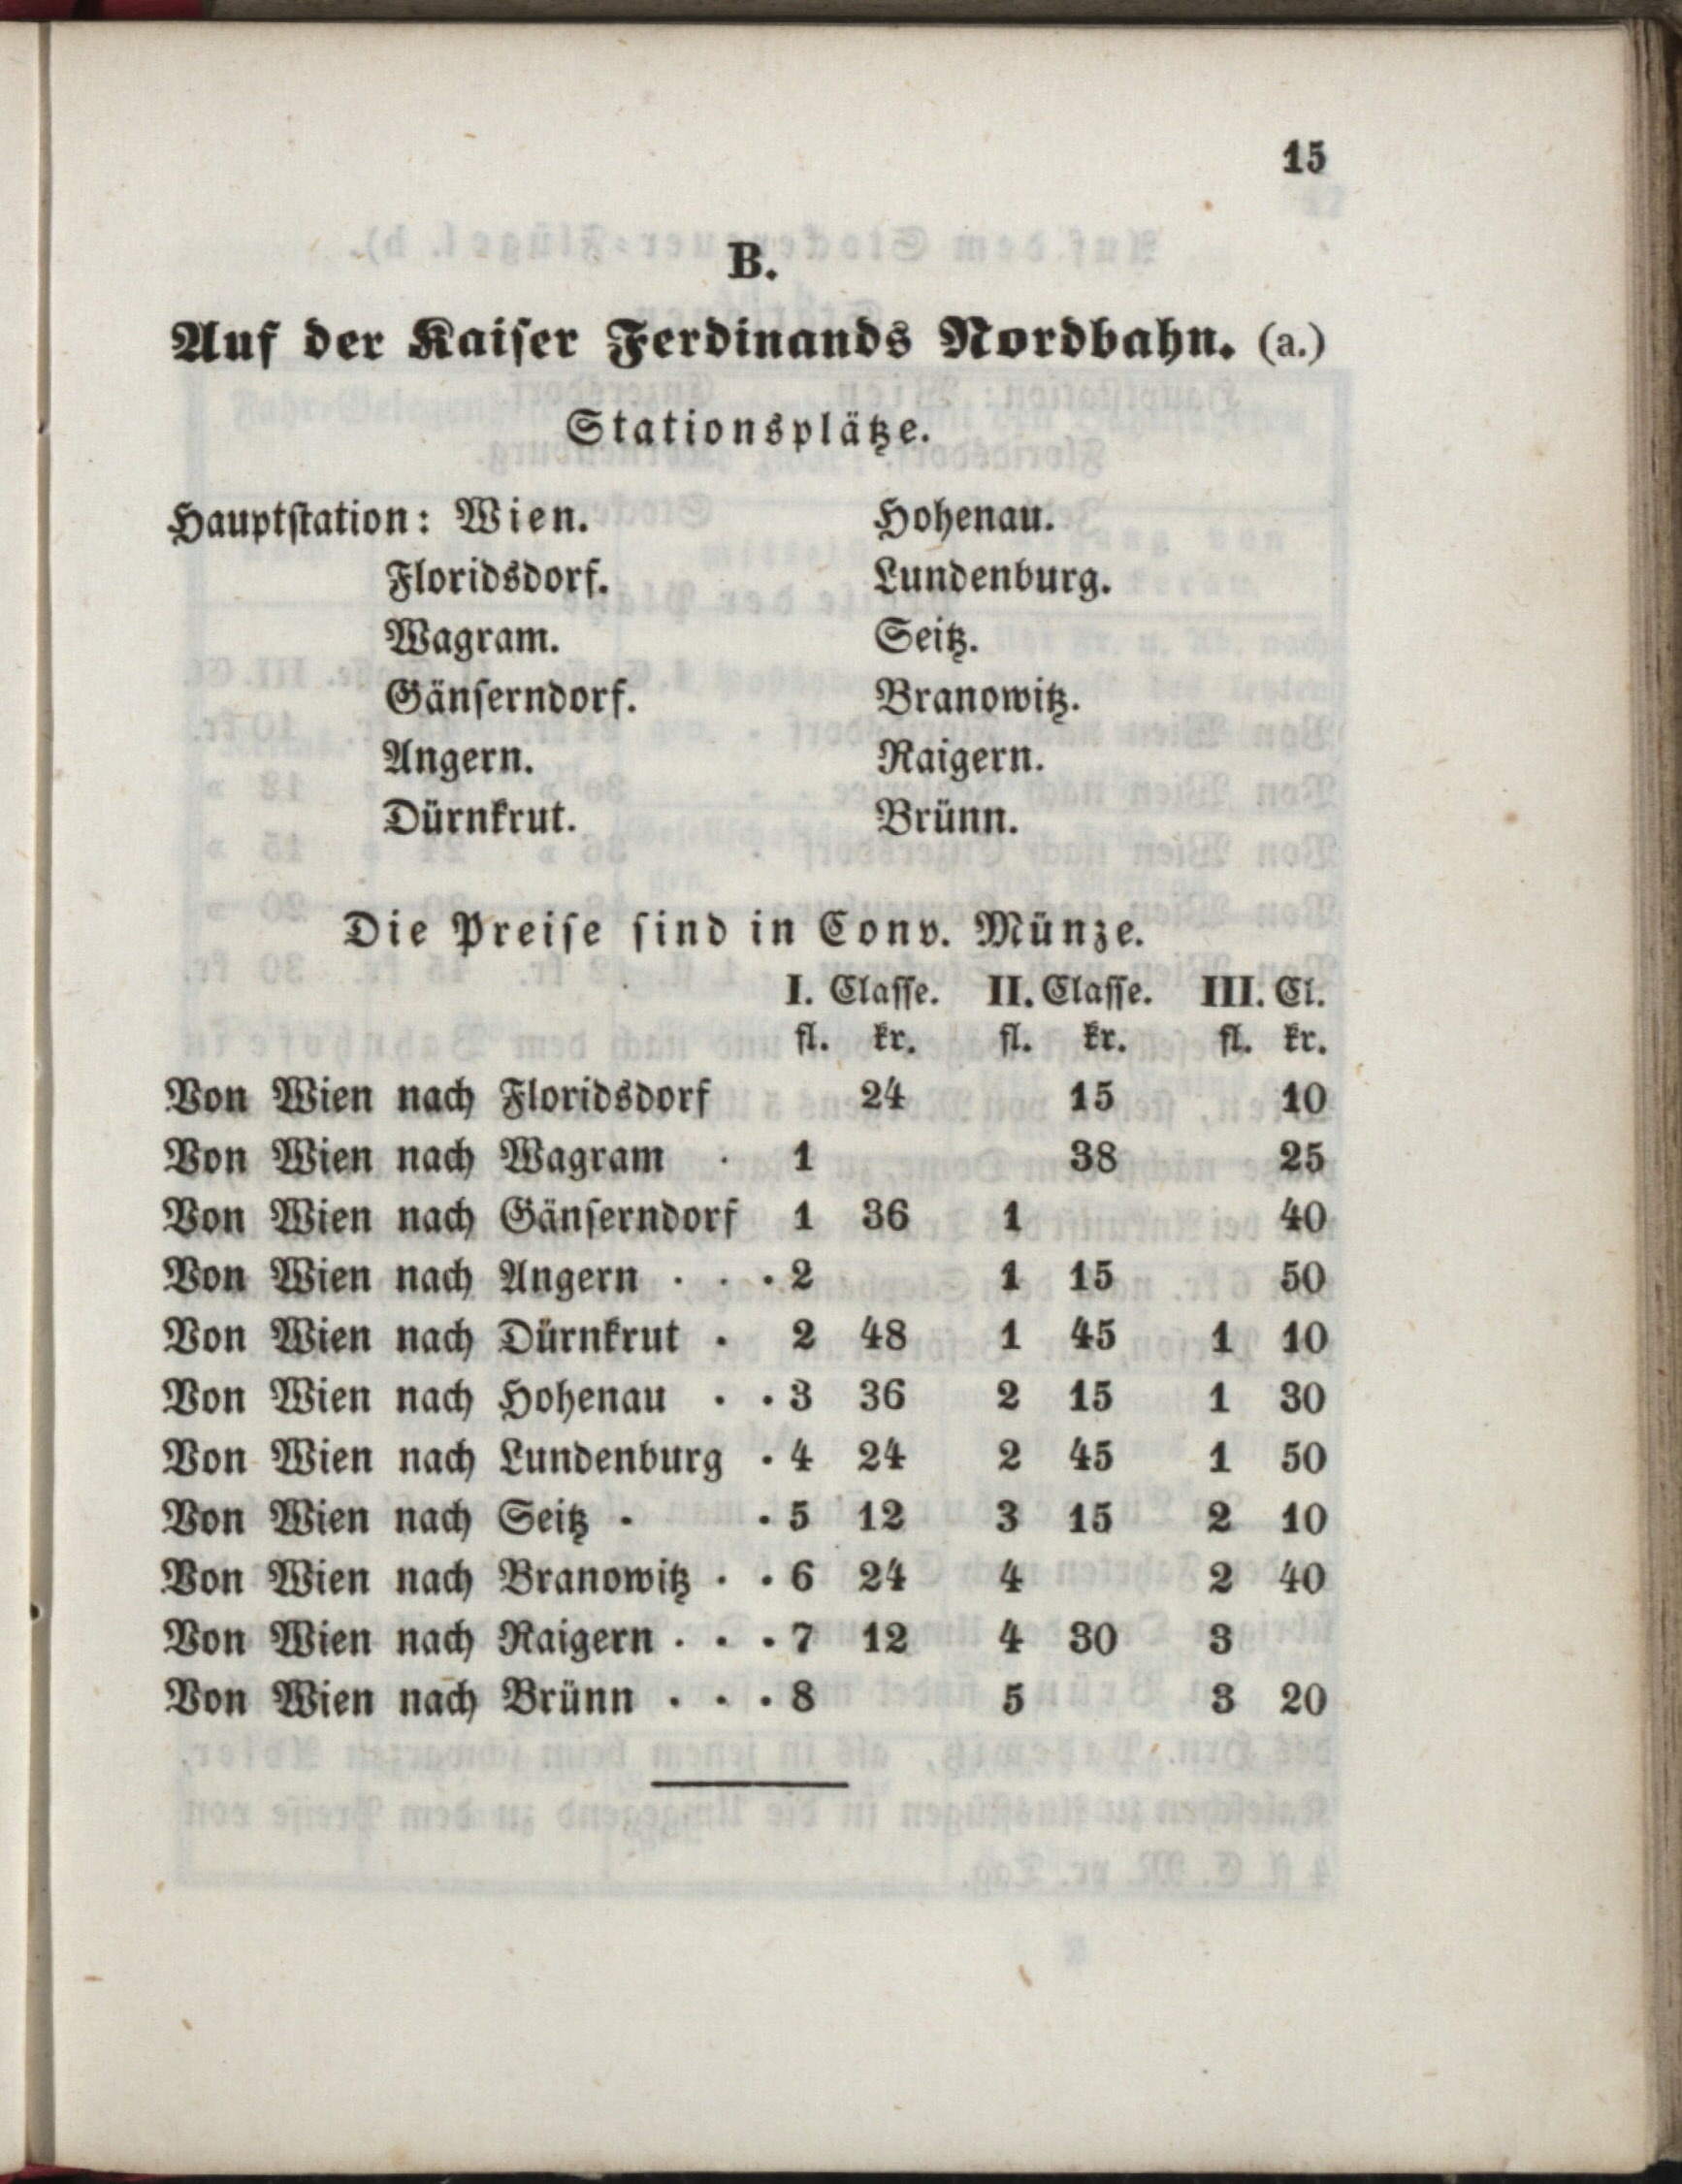 15
B.
Auf der Kaiser Ferdinands Nordbahn. (a.)
Stationsplätze.
Hauptstation: Wien. Hohenau.
Floridsdorf. Lundenburg.
Wagram. Seitz.
Gänserndorf. Branowitz.
Angern. Raigern.
Dürnkrut. Brünn.
Die Preise sind in Conv. Münze.
I. Classe. II. Classe. III. Cl.
fl. kr. fl. kr. fl. kr.
Von Wien nach Floridsdorf 24 15 10
Von Wien nach Wagram . 1 38 25
Von Wien nach Gänserndorf 1 36 1 40
Von Wien nach Angern . . . 2 1 15 50
Von Wien nach Dürnkrut . 2 48 1 45 1 10
Von Wien nach Hohenau . . 3 36 2 15 1 30
Von Wien nach Lundenburg . 4 24 2 45 1 50
Von Wien nach Seitz . . 5 12 3 15 2 10
Von Wien nach Branowitz . . 6 24 4 2 40
Von Wien nach Raigern . . . 7 12 4 30 3
Von Wien nach Brünn . . . 8 5 3 20